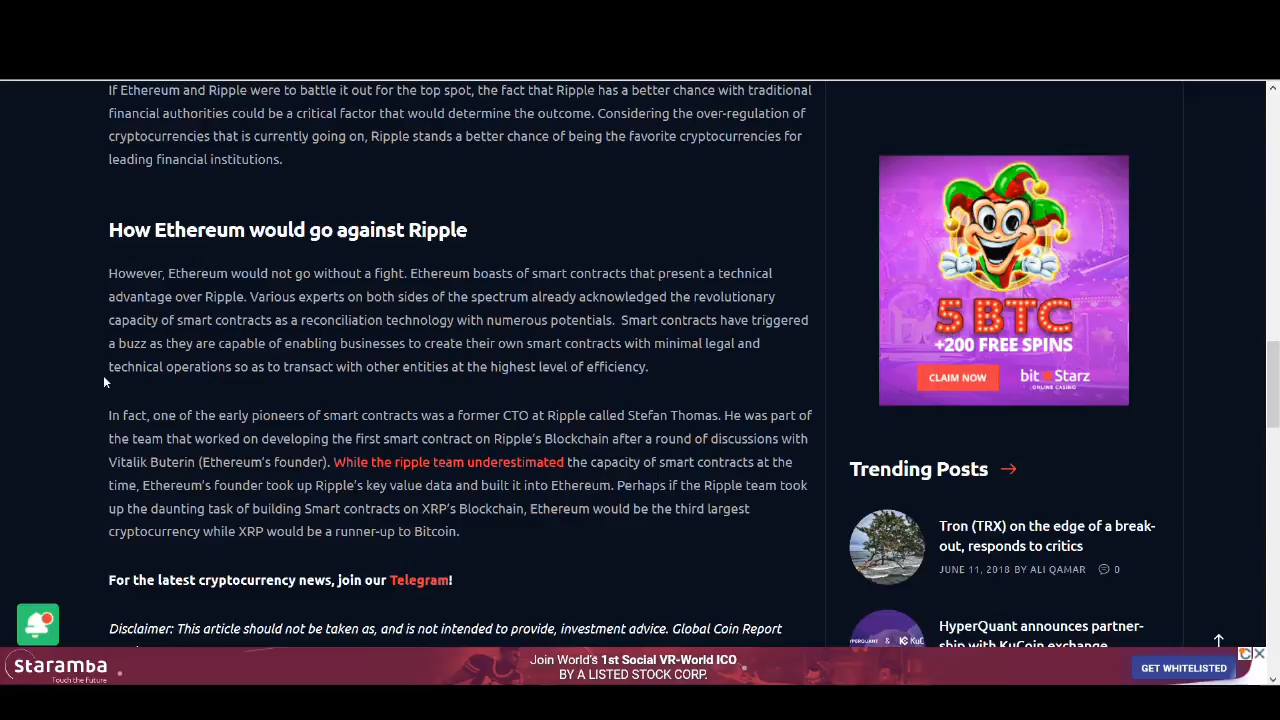 If Ethereum and Ripple were to battle it out for the top spot, the fact that Ripple has a better chance with traditional
financial authorities could be a critical factor that would determine the outcome. Considering the over-regulation of
cryptocurrencies that is currently going on, Ripple stands a better chance of being the favorite cryptocurrencies for
leading financial institutions.
How Ethereum would go against Ripple
However, Ethereum would not go without a fight. Ethereum boasts of smart contracts that present a technical
advantage over Ripple. Various experts on both sides of the spectrum already acknowledged the revolutionary
capacity of smart contracts as a reconciliation technology with numerous potentials.  Smart contracts have triggered
a buzz as they are capable of enabling businesses to create their own smart contracts with minimal legal and
technical operations so as to transact with other entities at the highest level of efficiency.
In fact, one of the early pioneers of smart contracts was a former CTO at Ripple called Stefan Thomas. He was part of
the team that worked on developing the first smart contract on Ripple's Blockchain after a round of discussions with
Vitalik Buterin (Ethereum's founder). While the ripple team underestimated the capacity of smart contracts at the
time, Ethereum's founder took up Ripple's key value data and built it into Ethereum. Perhaps if the Ripple team took
up the daunting task of building Smart contracts on XRP's Blockchain, Ethereum would be the third largest
cryptocurrency while XRP would be a runner-up to Bitcoin.
For the latest cryptocurrency news, join our Telegram!
Disclaimer: This article should not be taken as, and is not intended to provide, investment advice. Global Coin Report
5 BTC
+200 FREE SPINS
CLAIM NOW
bitStarz
ONLINE CASINO
Trending Posts
Tron (TRX) on the edge of a break-
out, responds to critics
JUNE 11, 2018 BY ALI QAMAR 0
HyperQuant announces partner-
ship with KuCoin exchange
Staramba
Touch the Future
Join World's 1st Social VR-World ICO
BY A LISTED STOCK CORP.
GET WHITELISTED